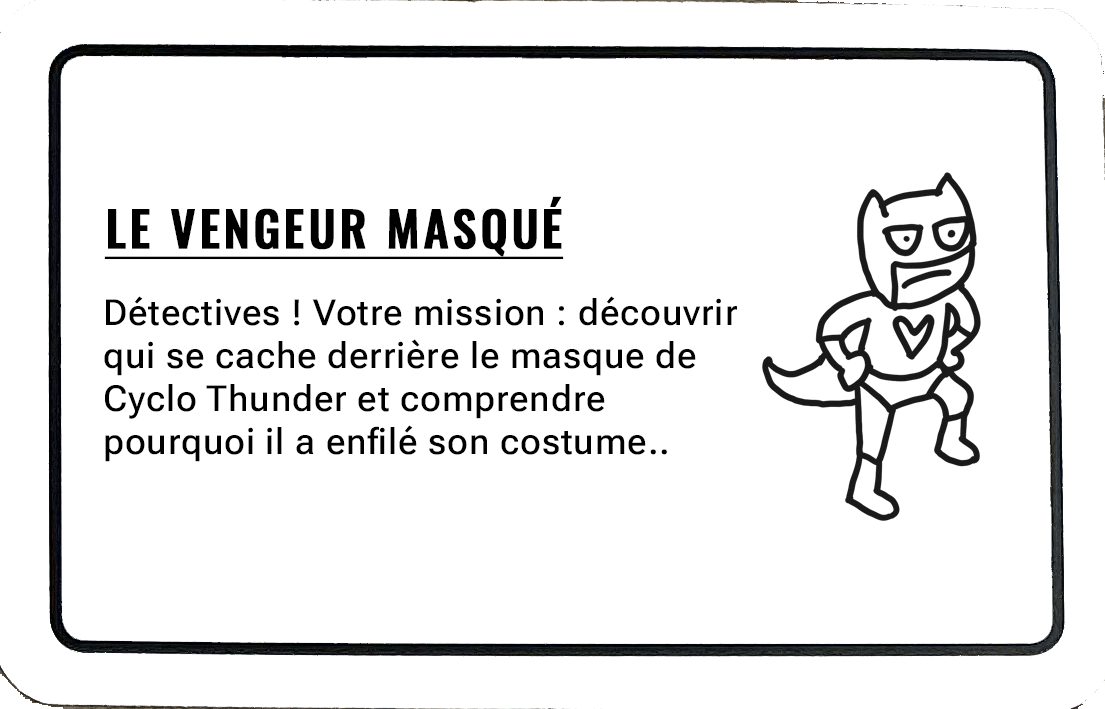 LE VENGEUR MASQUÉ
Détectives ! Votre mission : découvrir
qui se cache derrière le masque de
Cyclo Thunder et comprendre
pourquoi il a enfilé son costume..